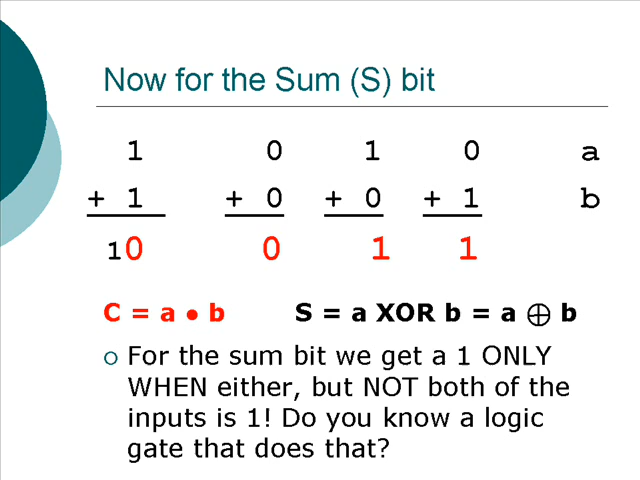 Now for the Sum (S) bit
1 0 1 0 a
+ 1 + 0 + 0 + 1 b
10 0 1 1
C = a • b S = a XOR b = a ⊕ b
For the sum bit we get a 1 ONLY
WHEN either, but NOT both of the
inputs is 1! Do you know a logic
gate that does that?